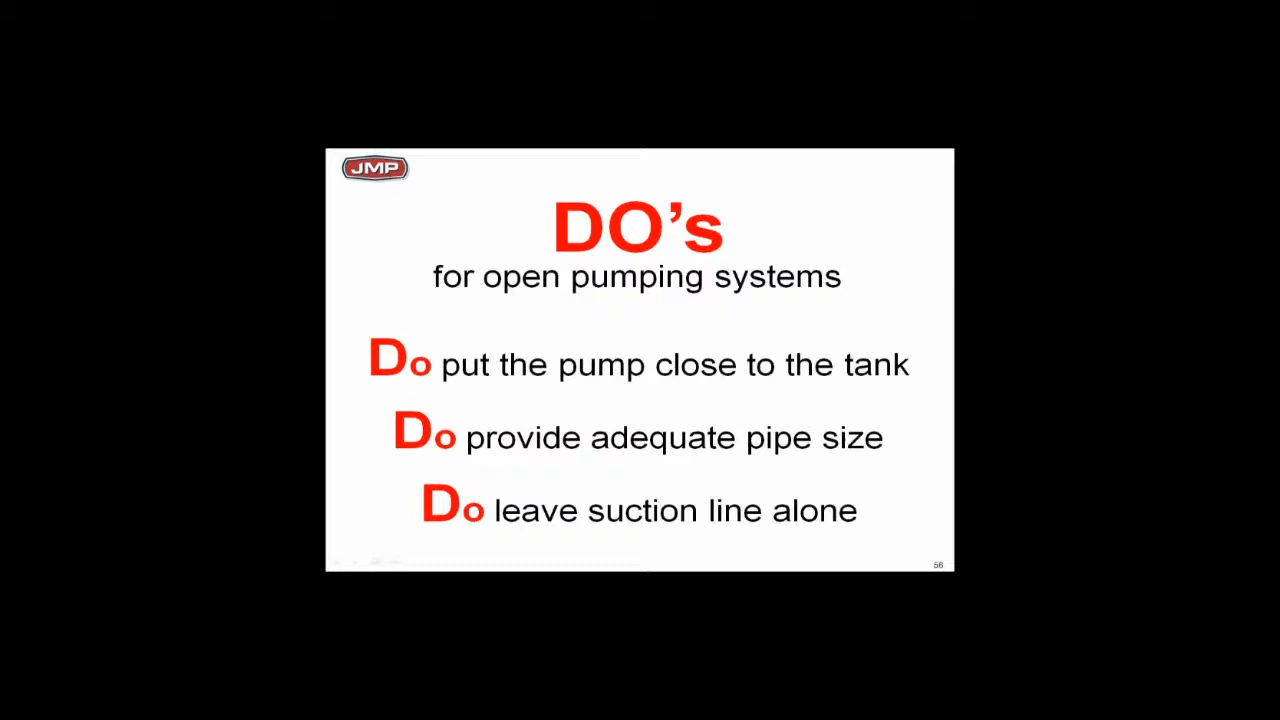 JMP
DO's
for open pumping systems
Do put the pump close to the tank
Do provide adequate pipe size
Do leave suction line alone
56